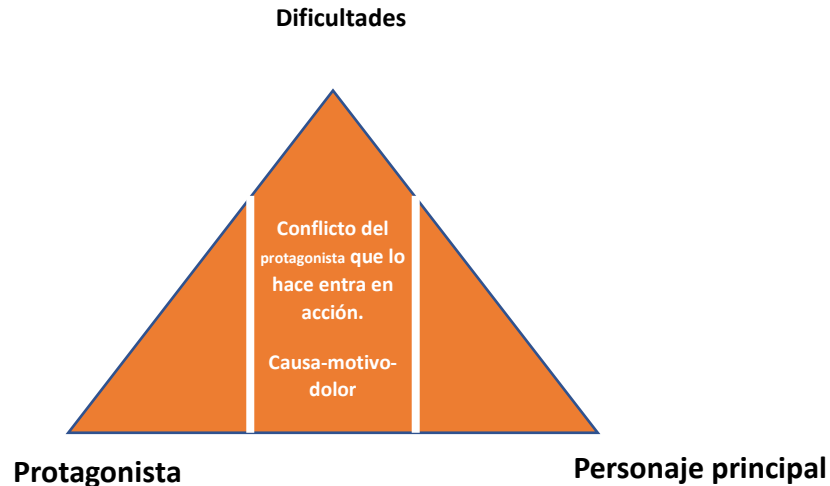 Dificultades
Conflicto del
protagonista que lo
hace entra en
acción.
Causa-motivo-
dolor
Protagonista
Personaje principal